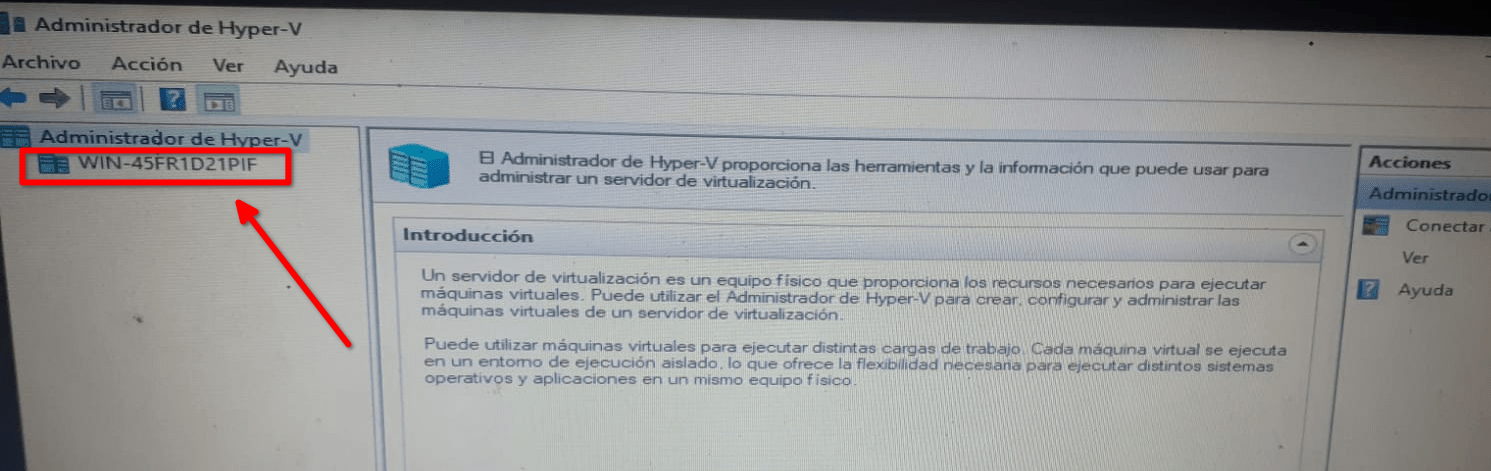 Administrador de Hyper-V
Archivo Acción Ver Ayuda
Administrador de Hyper-V
WIN-45FR1D21PIF
El Administrador de Hyper-V proporciona las herramientas y la información que puede usar para
administrar un servidor de virtualización.
Introducción
Un servidor de virtualización es un equipo físico que proporciona los recursos necesarios para ejecutar
máquinas virtuales. Puede utilizar el Administrador de Hyper-V para crear, configurar y administrar las
máquinas virtuales de un servidor de virtualización.
Puede utilizar máquinas virtuales para ejecutar distintas cargas de trabajo. Cada máquina virtual se ejecuta
en un entorno de ejecución aislado, lo que ofrece la flexibilidad necesaria para ejecutar distintos sistemas
operativos y aplicaciones en un mismo equipo físico.
Acciones
Administrado
Conectar
Ver
Ayuda